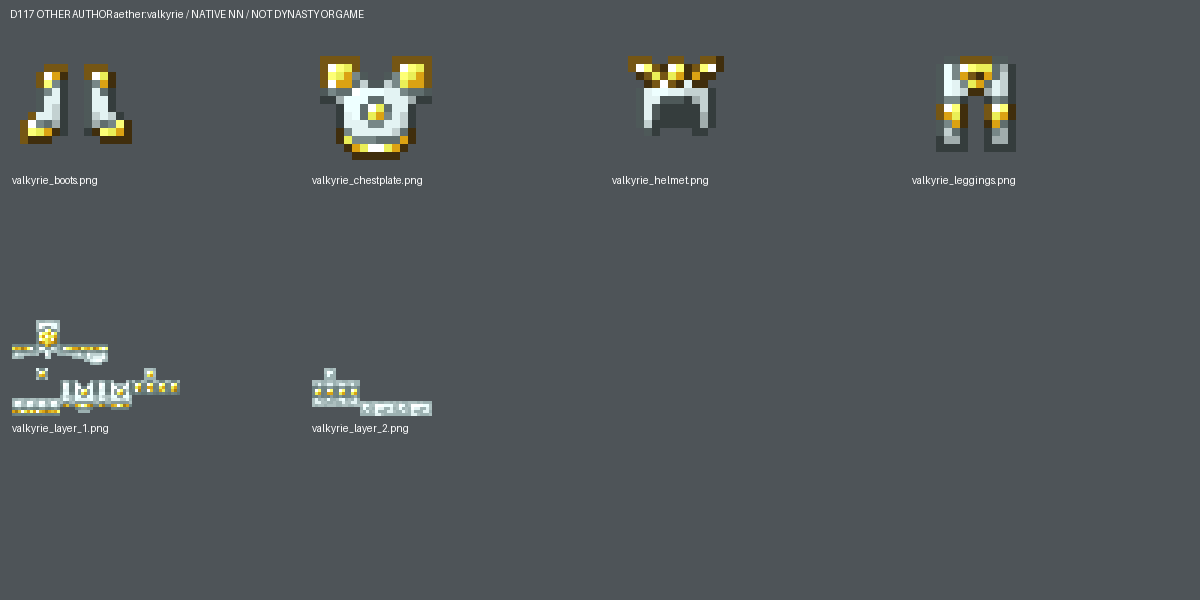 D117 OTHER AUTHOR aether:valkyrie / NATIVE NN / NOT DYNASTY OR GAME
valkyrie_boots.png
valkyrie_chestplate.png
valkyrie_helmet.png
valkyrie_leggings.png
valkyrie_layer_1.png
valkyrie_layer_2.png